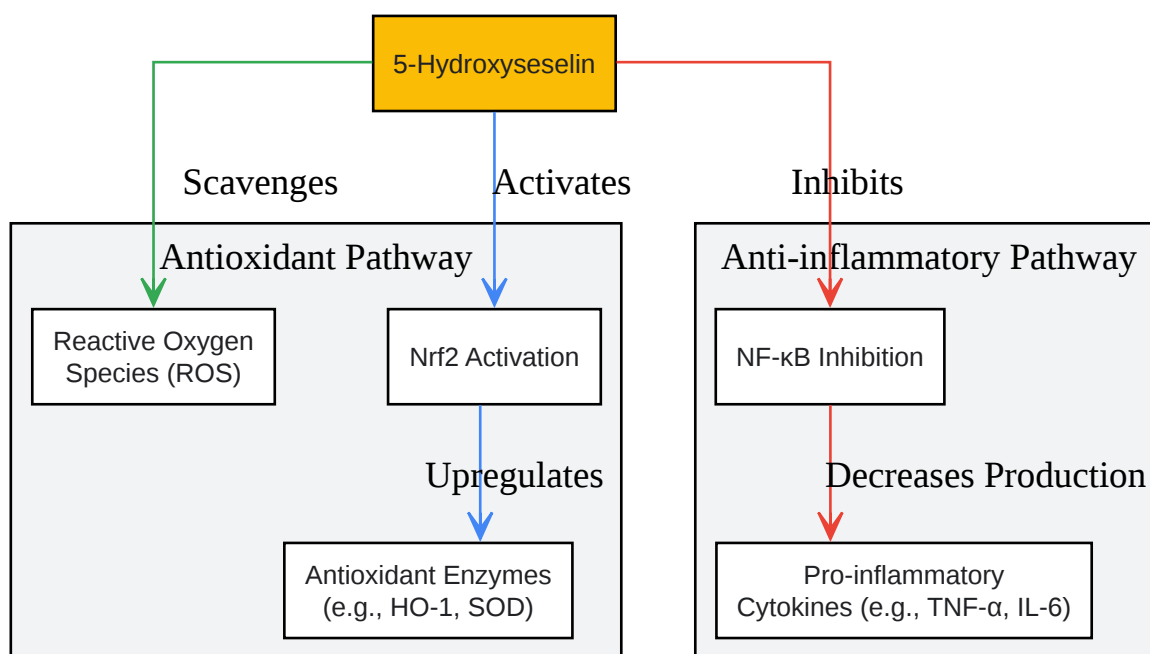 5-Hydroxyseselin
Scavenges
Activates
Inhibits
Antioxidant Pathway
Anti-inflammatory Pathway
Reactive Oxygen
Species (ROS)
Nrf2 Activation
NF-κB Inhibition
Upregulates
Decreases Production
Antioxidant Enzymes
(e.g., HO-1, SOD)
Pro-inflammatory
Cytokines (e.g., TNF-α, IL-6)